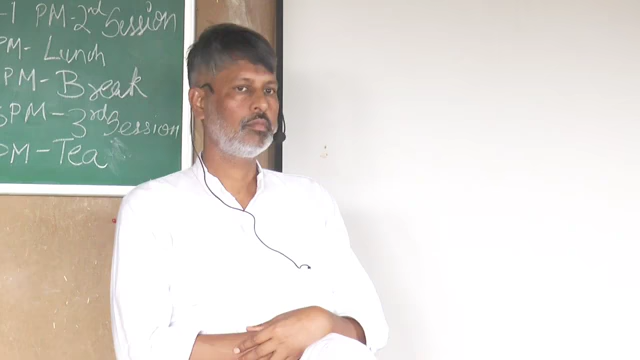 -1 PM-2nd Session
PM- Lunch
PM- Break
PM- 3rd Session
PM- Tea